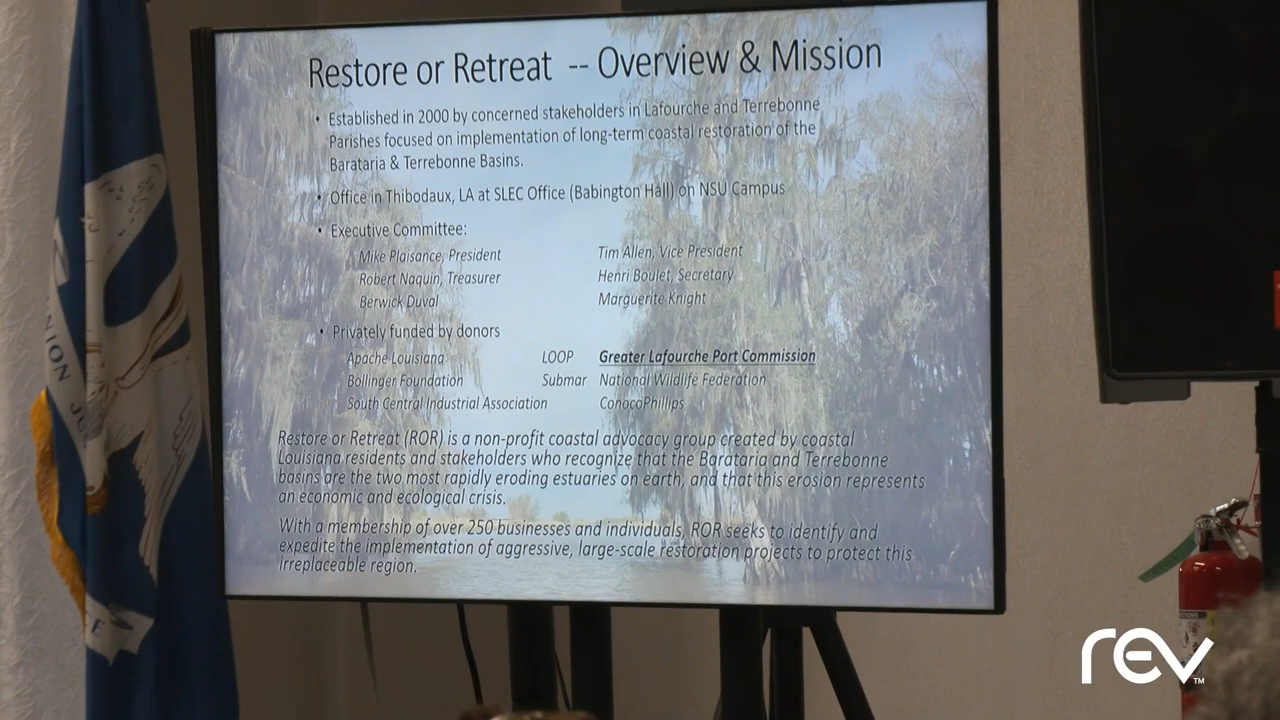 Restore or Retreat -- Overview & Mission
• Established in 2000 by concerned stakeholders in Lafourche and Terrebonne
Parishes focused on implementation of long-term coastal restoration of the
Barataria & Terrebonne Basins.
• Office in Thibodaux, LA at SLEC Office (Babington Hall) on NSU Campus
• Executive Committee:
Mike Plaisance, President Tim Allen, Vice President
Robert Naquin, Treasurer Henri Boulet, Secretary
Berwick Duval Marguerite Knight
• Privately funded by donors
Apache Louisiana LOOP Greater Lafourche Port Commission
Bollinger Foundation Submar National Wildlife Federation
South Central Industrial Association ConocoPhillips
Restore or Retreat (ROR) is a non-profit coastal advocacy group created by coastal
Louisiana residents and stakeholders who recognize that the Barataria and Terrebonne
basins are the two most rapidly eroding estuaries on earth, and that this erosion represents
an economic and ecological crisis.
With a membership of over 250 businesses and individuals, ROR seeks to identify and
expedite the implementation of aggressive, large-scale restoration projects to protect this
irreplaceable region.
UNION JU
E
rev™